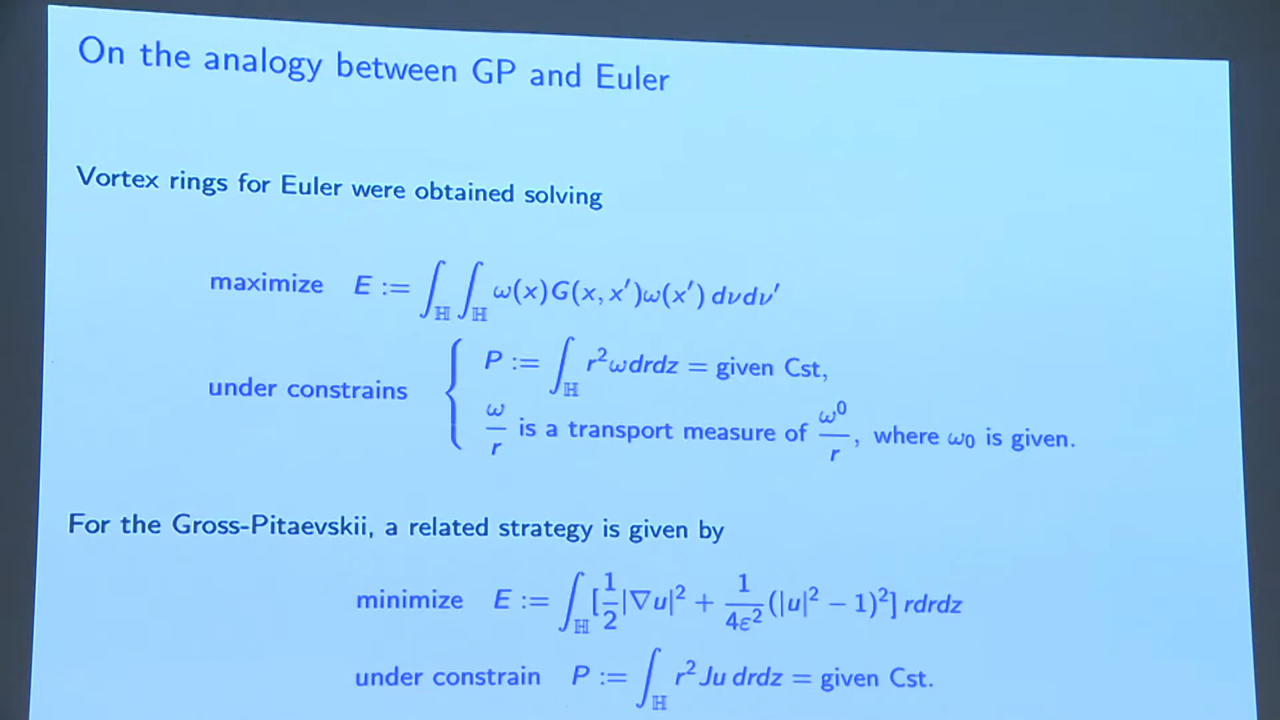 On the analogy between GP and Euler
Vortex rings for Euler were obtained solving
maximize E := ∫_ℍ ∫_ℍ ω(x)G(x, x′)ω(x′) dνdν′
under constrains { P := ∫_ℍ r²ωdrdz = given Cst,
ω/r is a transport measure of ω⁰/r, where ω₀ is given.
For the Gross-Pitaevskii, a related strategy is given by
minimize E := ∫_ℍ [1/2|∇u|² + 1/4ε² (|u|² − 1)²] rdrdz
under constrain P := ∫_ℍ r² Ju drdz = given Cst.